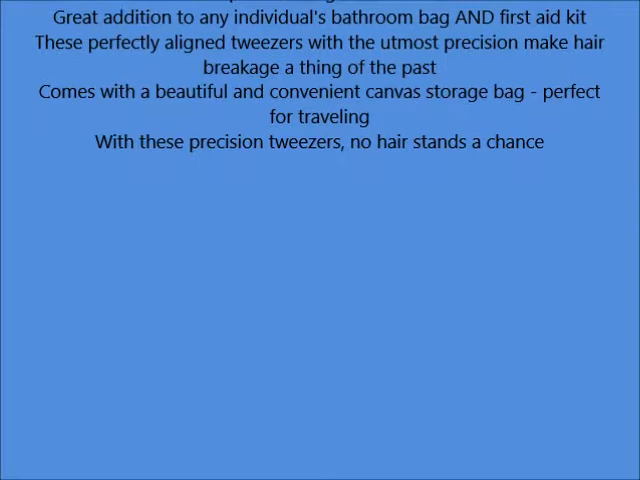 Great addition to any individual's bathroom bag AND first aid kit
These perfectly aligned tweezers with the utmost precision make hair
breakage a thing of the past
Comes with a beautiful and convenient canvas storage bag - perfect
for traveling
With these precision tweezers, no hair stands a chance